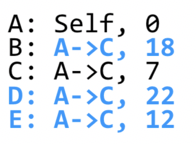 A: Self, 0
B: A->C, 18
C: A->C, 7
D: A->C, 22
E: A->C, 12